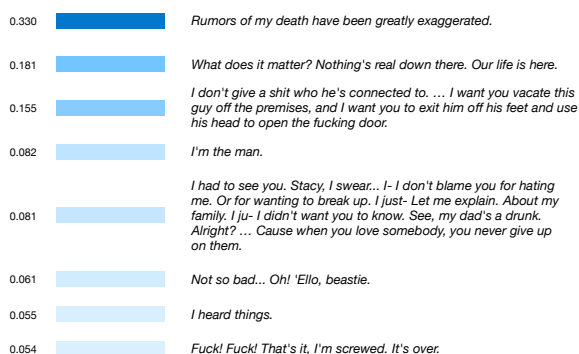 0.330 Rumors of my death have been greatly exaggerated.
0.181 What does it matter? Nothing's real down there. Our life is here.
I don't give a shit who he's connected to. … I want you vacate this
0.155 guy off the premises, and I want you to exit him off his feet and use
his head to open the fucking door.
0.082 I'm the man.
I had to see you. Stacy, I swear... I- I don't blame you for hating
me. Or for wanting to break up. I just- Let me explain. About my
0.081 family. I ju- I didn't want you to know. See, my dad's a drunk.
Alright? … Cause when you love somebody, you never give up
on them.
0.061 Not so bad... Oh! 'Ello, beastie.
0.055 I heard things.
0.054 Fuck! Fuck! That's it, I'm screwed. It's over.